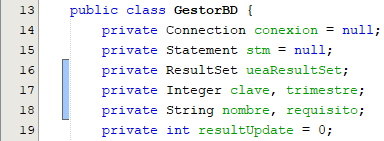 13 public class GestorBD {
14 private Connection conexion = null;
15 private Statement stm = null;
16 private ResultSet ueaResultSet;
17 private Integer clave, trimestre;
18 private String nombre, requisito;
19 private int resultUpdate = 0;